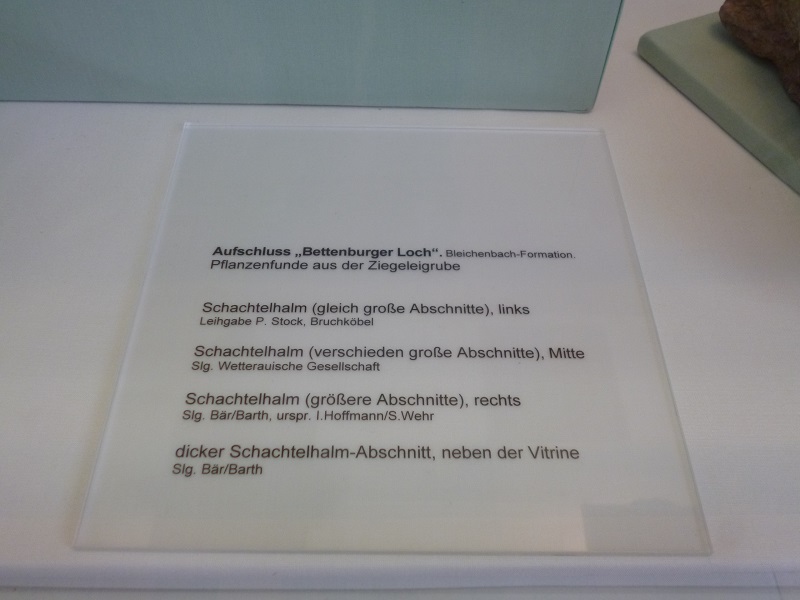 Aufschluss „Bettenburger Loch“. Bleichenbach-Formation.
Pflanzenfunde aus der Ziegeleigrube
Schachtelhalm (gleich große Abschnitte), links
Leihgabe P. Stock, Bruchköbel
Schachtelhalm (verschieden große Abschnitte), Mitte
Slg. Wetterauische Gesellschaft
Schachtelhalm (größere Abschnitte), rechts
Slg. Bär/Barth, urspr. I.Hoffmann/S.Wehr
dicker Schachtelhalm-Abschnitt, neben der Vitrine
Slg. Bär/Barth